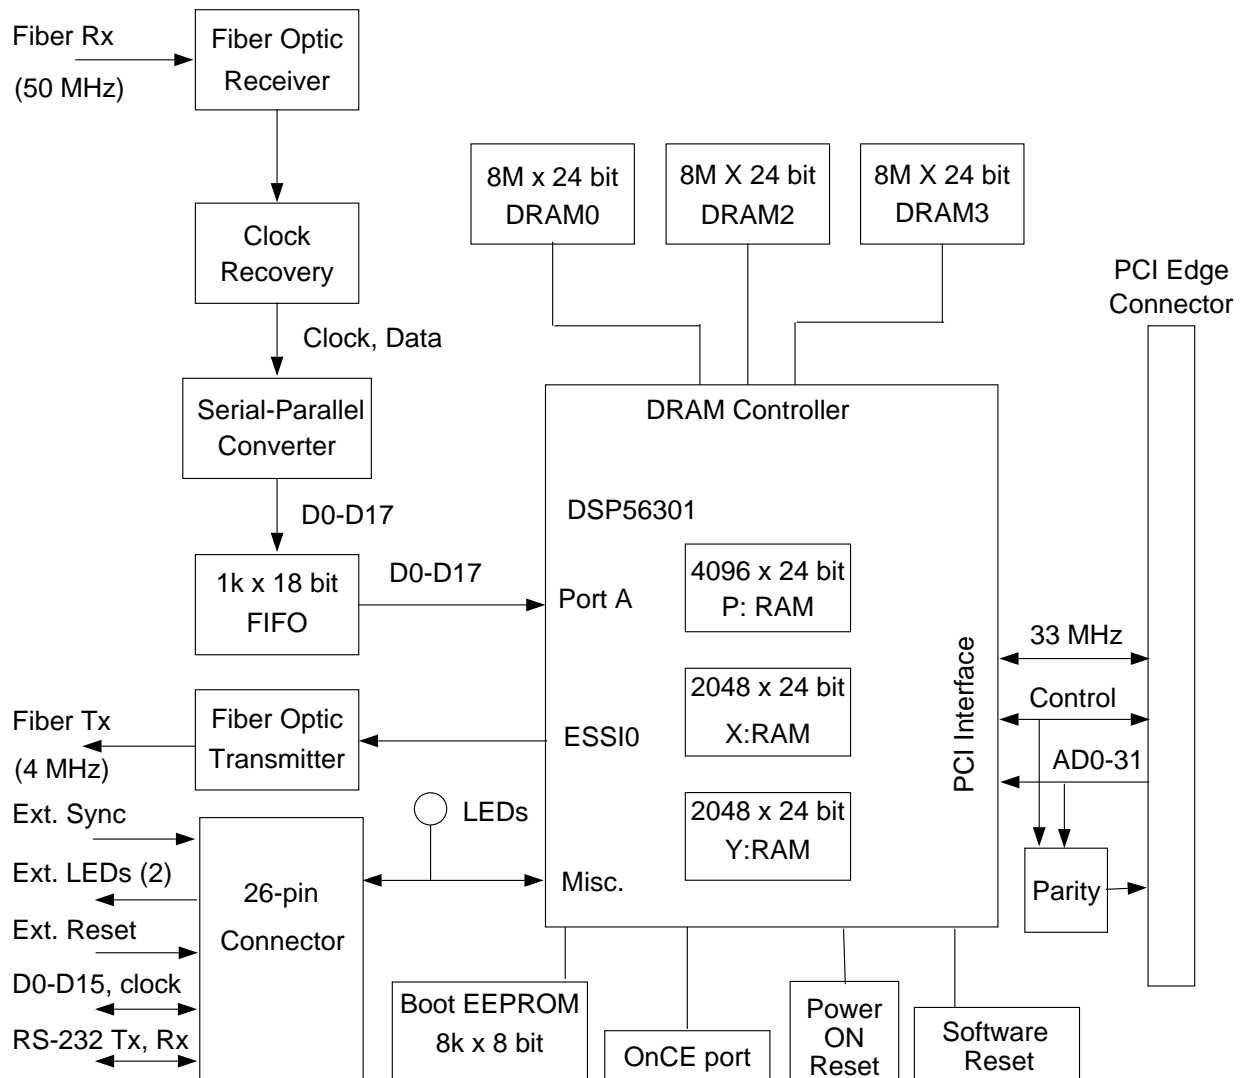 Fiber Rx
(50 MHz)
Fiber Optic
Receiver
Clock
Recovery
Clock, Data
Serial-Parallel
Converter
D0-D17
1k x 18 bit
FIFO
D0-D17
8M x 24 bit
DRAM0
8M X 24 bit
DRAM2
8M X 24 bit
DRAM3
PCI Edge
Connector
DRAM Controller
DSP56301
Port A
4096 x 24 bit
P: RAM
2048 x 24 bit
X:RAM
2048 x 24 bit
Y:RAM
ESSI0
Misc.
PCI Interface
33 MHz
Control
AD0-31
Parity
Fiber Tx
(4 MHz)
Fiber Optic
Transmitter
LEDs
Ext. Sync
Ext. LEDs (2)
Ext. Reset
D0-D15, clock
RS-232 Tx, Rx
26-pin
Connector
Boot EEPROM
8k x 8 bit
OnCE port
Power
ON
Reset
Software
Reset